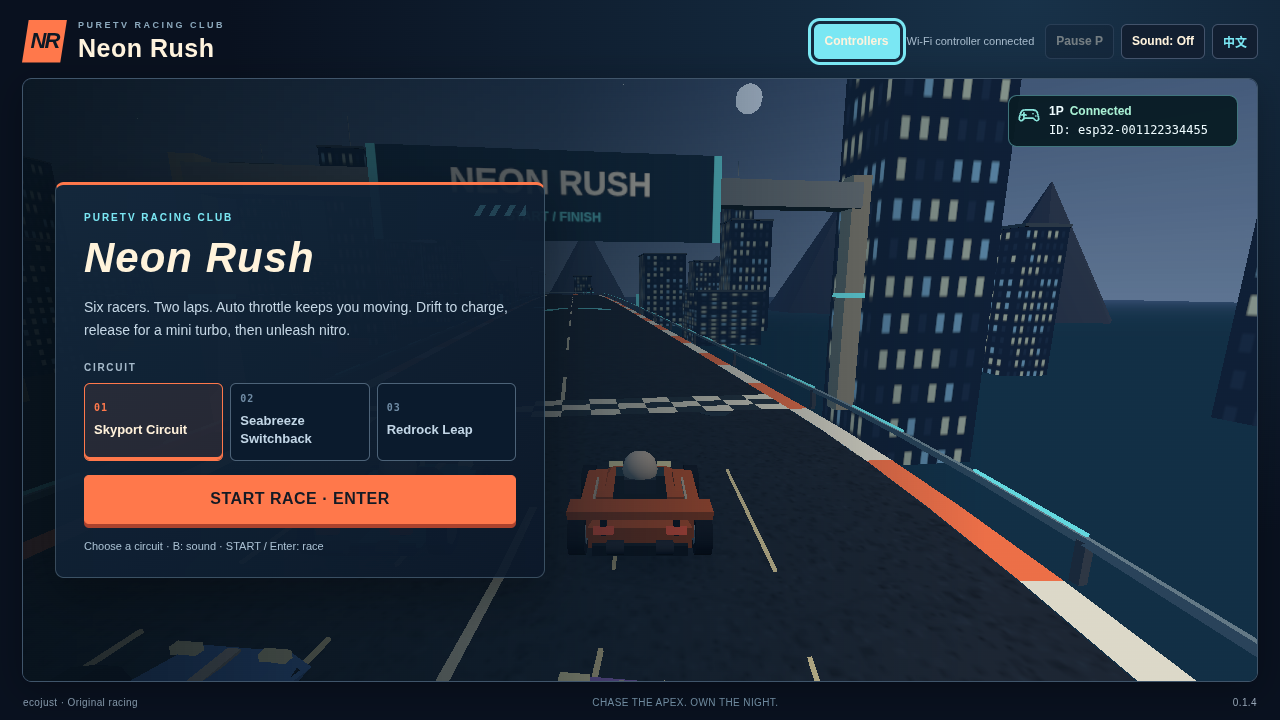 NR
PURETV RACING CLUB
Neon Rush
Controllers
Wi-Fi controller connected
Pause P
Sound: Off
中文
1P Connected
ID: esp32-001122334455
NEON RUSH
T / FINISH
PURETV RACING CLUB
Neon Rush
Six racers. Two laps. Auto throttle keeps you moving. Drift to charge,
release for a mini turbo, then unleash nitro.
CIRCUIT
01
Skyport Circuit
02
Seabreeze
Switchback
03
Redrock Leap
START RACE · ENTER
Choose a circuit · B: sound · START / Enter: race
ecojust · Original racing
CHASE THE APEX. OWN THE NIGHT.
0.1.4